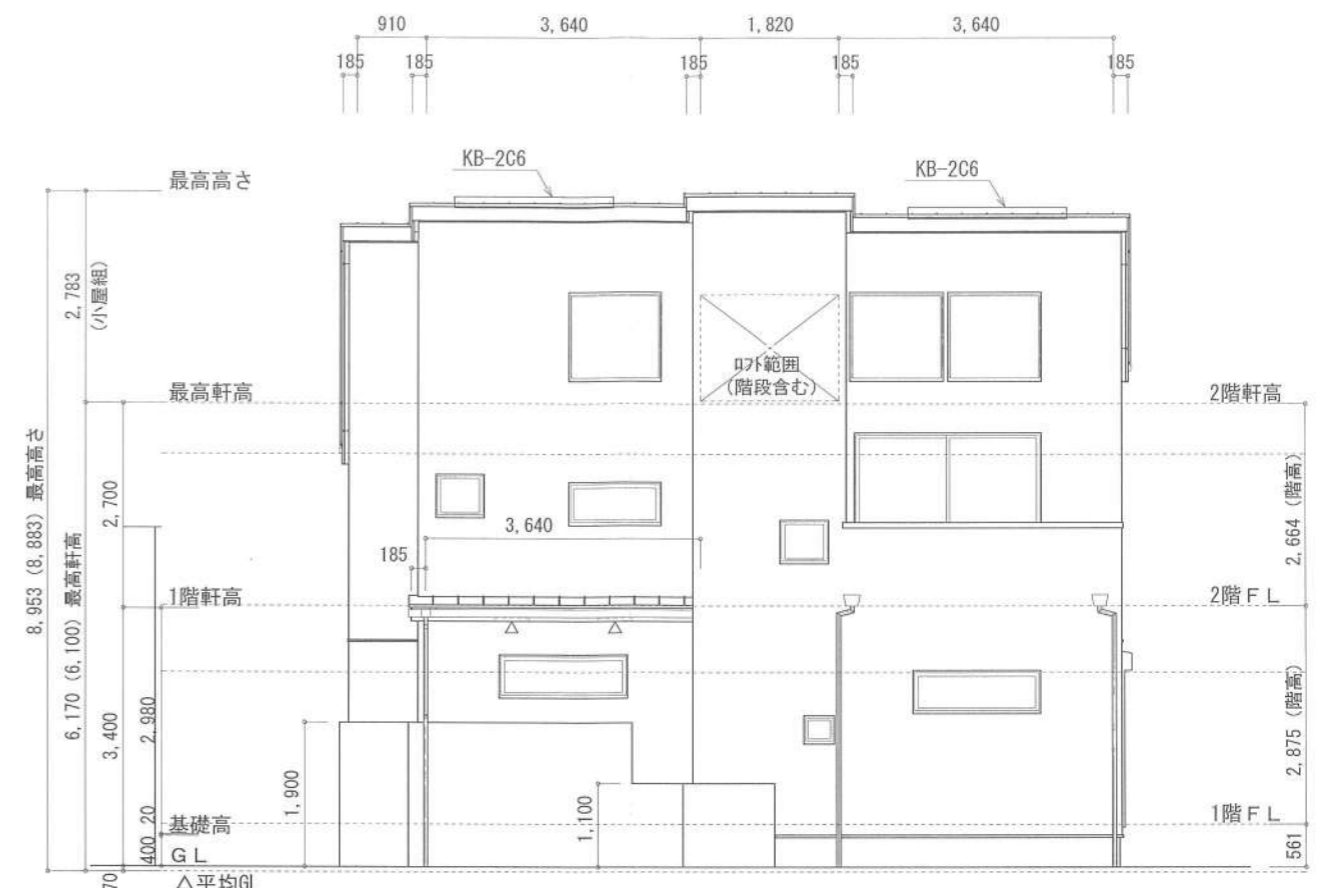 910
3,640
1,820
3,640
185
185
185
185
185
KB-2C6
KB-2C6
最高高さ
2,783
(小屋組)
ﾛﾌﾄ範囲
(階段含む)
最高軒高
2階軒高
8,953 (8,883) 最高高さ
6,170 (6,100) 最高軒高
2,700
2,664 (階高)
3,640
185
1階軒高
2階FL
3,400
2,980
2,875 (階高)
1,900
1,100
20
基礎高
1階FL
400
GL
561
70
△平均GL